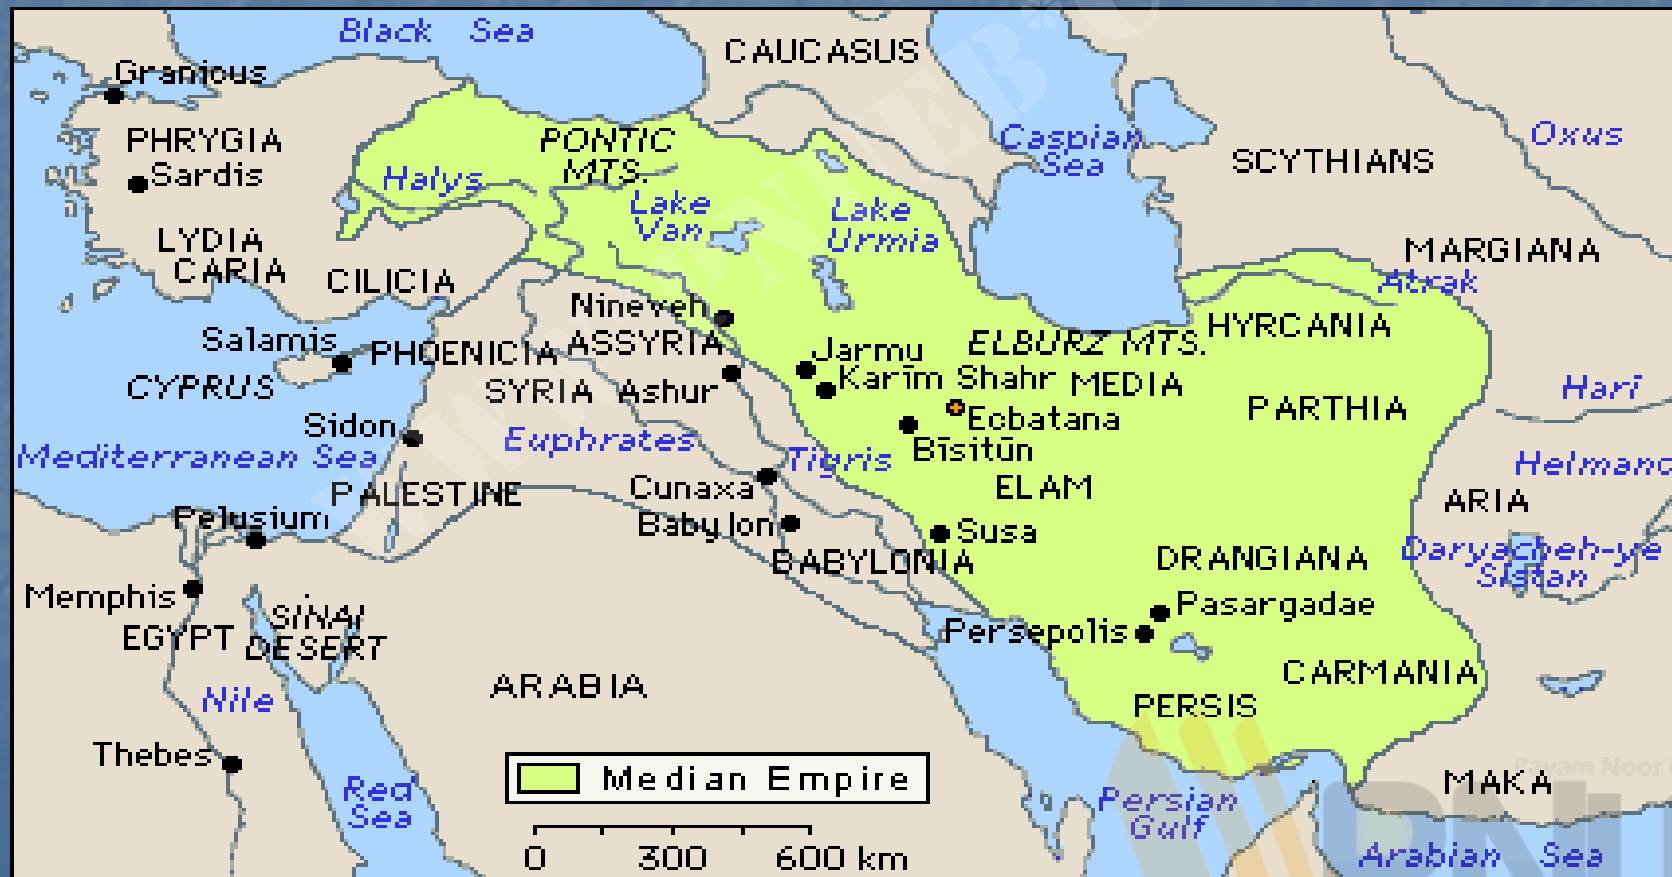 Black Sea
CAUCASUS
Granicus
PHRYGIA
PONTIC
MTS.
Caspian
Sea
Oxus
SCYTHIANS
Sardis
Halys
Lake
Van
Lake
Urmia
LYDIA
CARIA
CILICIA
MARGIANA
Atrak
Nineveh
HYRCANIA
Salamis
PHOENICIA
ASSYRIA
ELBURZ MTS.
Jarmu
Karīm Shahr
MEDIA
CYPRUS
SYRIA
Ashur
Hari
PARTHIA
Ecbatana
Sidon
Euphrates
Bīsitūn
Mediterranean Sea
Tigris
Helmand
PALESTINE
Cunaxa
ELAM
ARIA
Pelusium
Babylon
Susa
BABYLONIA
DRANGIANA
Daryacheh-ye
Sistan
Memphis
SINAI
DESERT
EGYPT
Pasargadae
Persepolis
ARABIA
CARMANIA
Nile
PERSIS
Thebes
Median Empire
MAKA
Payam Noor
Red
Sea
Persian
Gulf
0 300 600 km
Arabian Sea